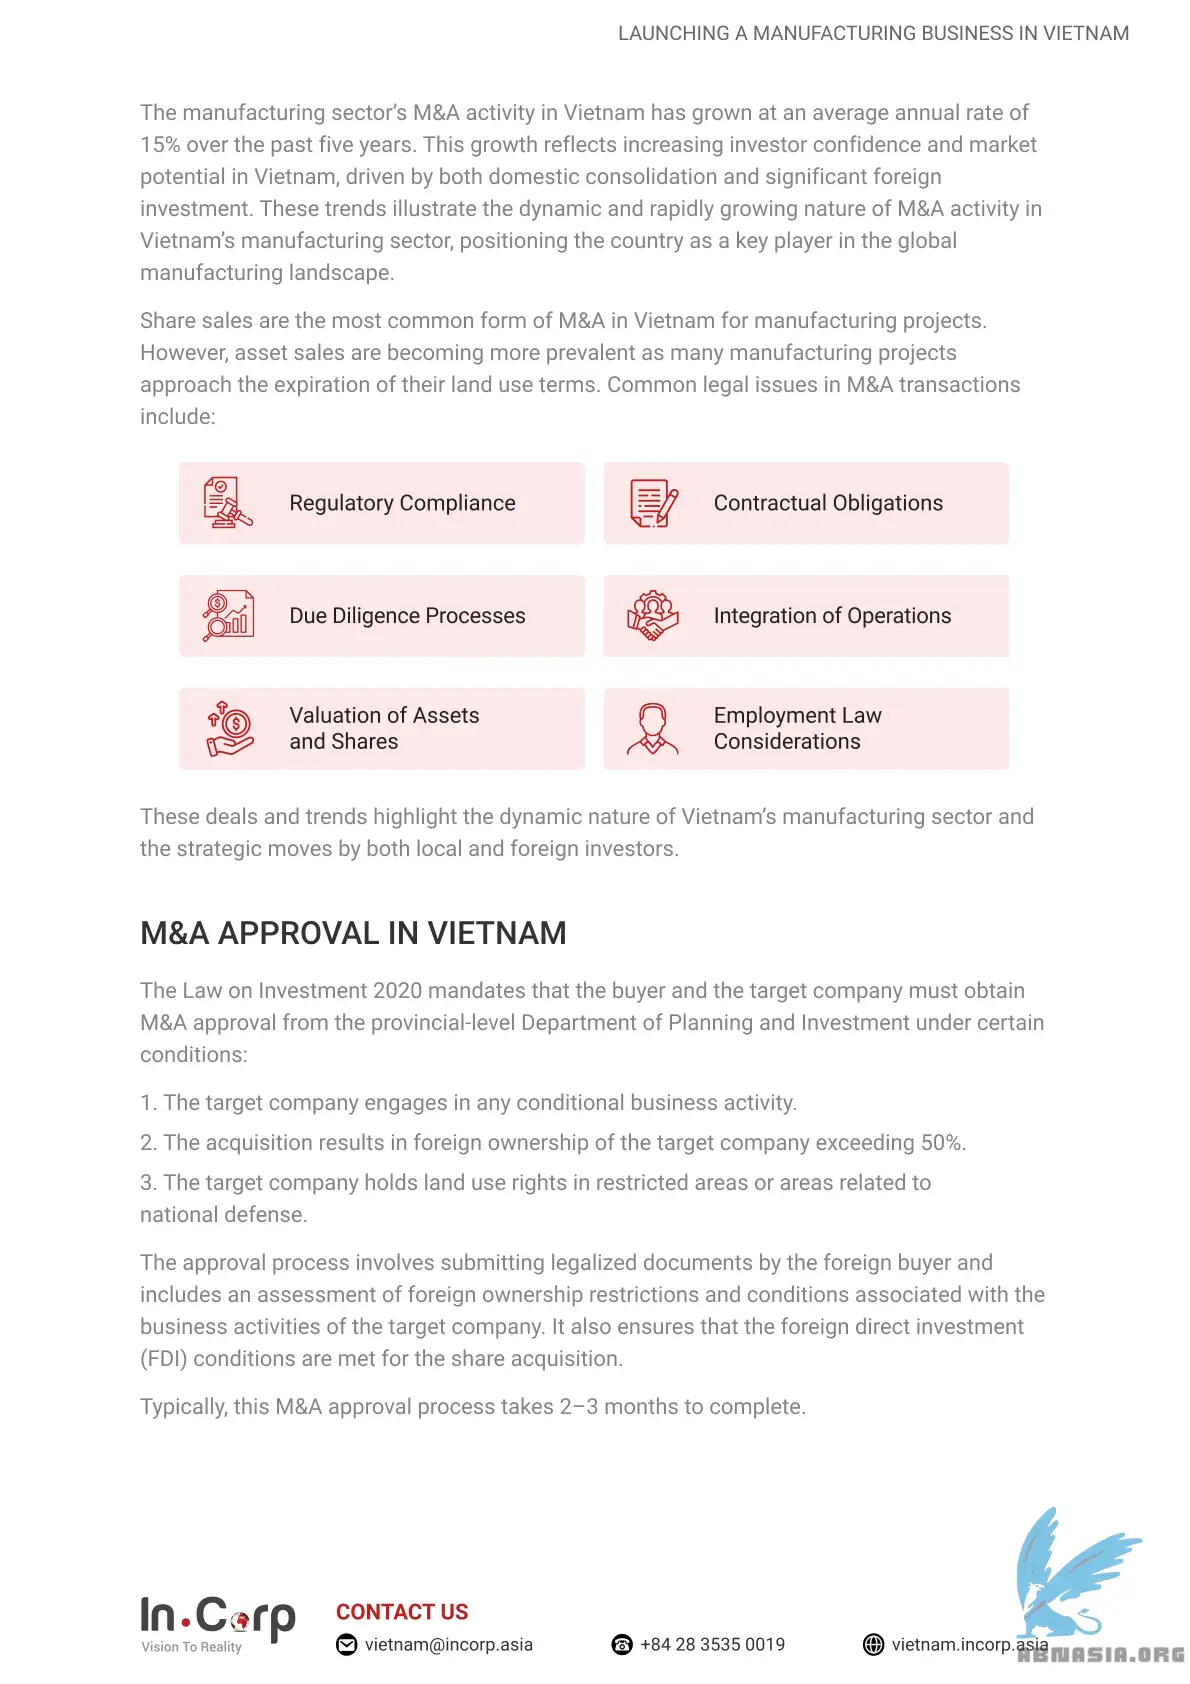 LAUNCHING A MANUFACTURING BUSINESS IN VIETNAM
The manufacturing sector’s M&A activity in Vietnam has grown at an average annual rate of
15% over the past five years. This growth reflects increasing investor confidence and market
potential in Vietnam, driven by both domestic consolidation and significant foreign
investment. These trends illustrate the dynamic and rapidly growing nature of M&A activity in
Vietnam’s manufacturing sector, positioning the country as a key player in the global
manufacturing landscape.
Share sales are the most common form of M&A in Vietnam for manufacturing projects.
However, asset sales are becoming more prevalent as many manufacturing projects
approach the expiration of their land use terms. Common legal issues in M&A transactions
include:
Regulatory Compliance
Contractual Obligations
Due Diligence Processes
Integration of Operations
Valuation of Assets
and Shares
Employment Law
Considerations
These deals and trends highlight the dynamic nature of Vietnam’s manufacturing sector and
the strategic moves by both local and foreign investors.
M&A APPROVAL IN VIETNAM
The Law on Investment 2020 mandates that the buyer and the target company must obtain
M&A approval from the provincial-level Department of Planning and Investment under certain
conditions:
1. The target company engages in any conditional business activity.
2. The acquisition results in foreign ownership of the target company exceeding 50%.
3. The target company holds land use rights in restricted areas or areas related to
national defense.
The approval process involves submitting legalized documents by the foreign buyer and
includes an assessment of foreign ownership restrictions and conditions associated with the
business activities of the target company. It also ensures that the foreign direct investment
(FDI) conditions are met for the share acquisition.
Typically, this M&A approval process takes 2–3 months to complete.
In.Corp
Vision To Reality
CONTACT US
vietnam@incorp.asia
+84 28 3535 0019
vietnam.incorp.asia
ABNASIA.ORG